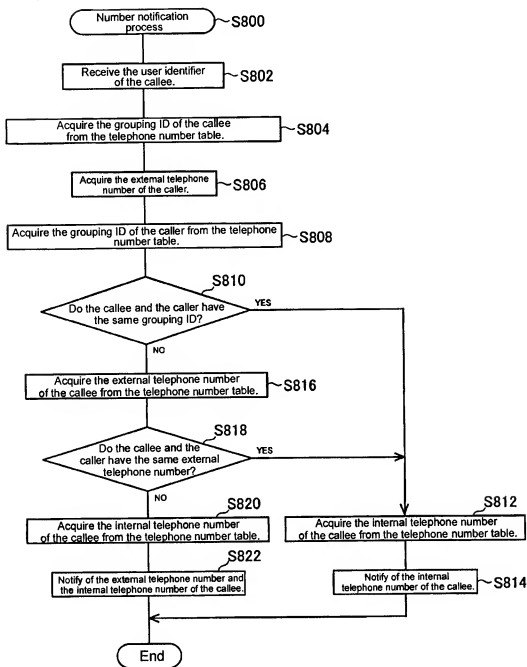 Number notification
process
S800
Receive the user identifier
of the callee.
S802
Acquire the grouping ID of the callee
from the telephone number table.
S804
Acquire the external telephone
number of the caller.
S806
Acquire the grouping ID of the caller from the telephone
number table.
S808
S810
Do the callee and the caller have
the same grouping ID?
YES
NO
Acquire the external telephone number
of the callee from the telephone number table.
S816
S818
Do the callee and the
caller have the same external
telephone number?
YES
NO
S820
Acquire the internal telephone number
of the callee from the telephone number table.
S812
Acquire the internal telephone number
of the callee from the telephone number table.
S822
Notify of the external telephone number and
the internal telephone number of the callee.
Notify of the internal
telephone number of the callee.
S814
End